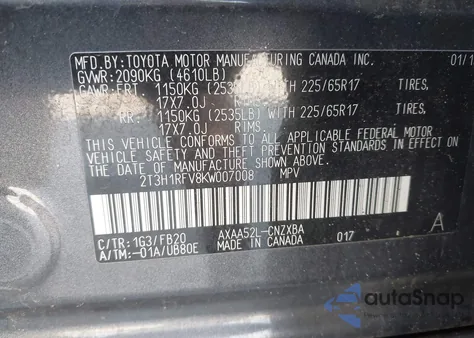 MFD.BY:TOYOTA MOTOR MANUFACTURING CANADA INC. 01/1
GVWR:2090KG (4610LB)
GAWR:FRT. 1150KG (2535LB) WITH 225/65R17 TIRES,
17X7.0J
RR. 1150KG (2535LB) WITH 225/65R17 TIRES,
17X7.0J RIMS.
THIS VEHICLE CONFORMS TO ALL APPLICABLE FEDERAL MOTOR
VEHICLE SAFETY AND THEFT PREVENTION STANDARDS IN EFFECT
ON THE DATE OF MANUFACTURE SHOWN ABOVE.
2T3H1RFV8KW007008 MPV
C/TR:1G3/FB20 AXAA52L-CNZXBA A
A/TM:-01A/UB80E MADE IN CANADA 017
autoSnap